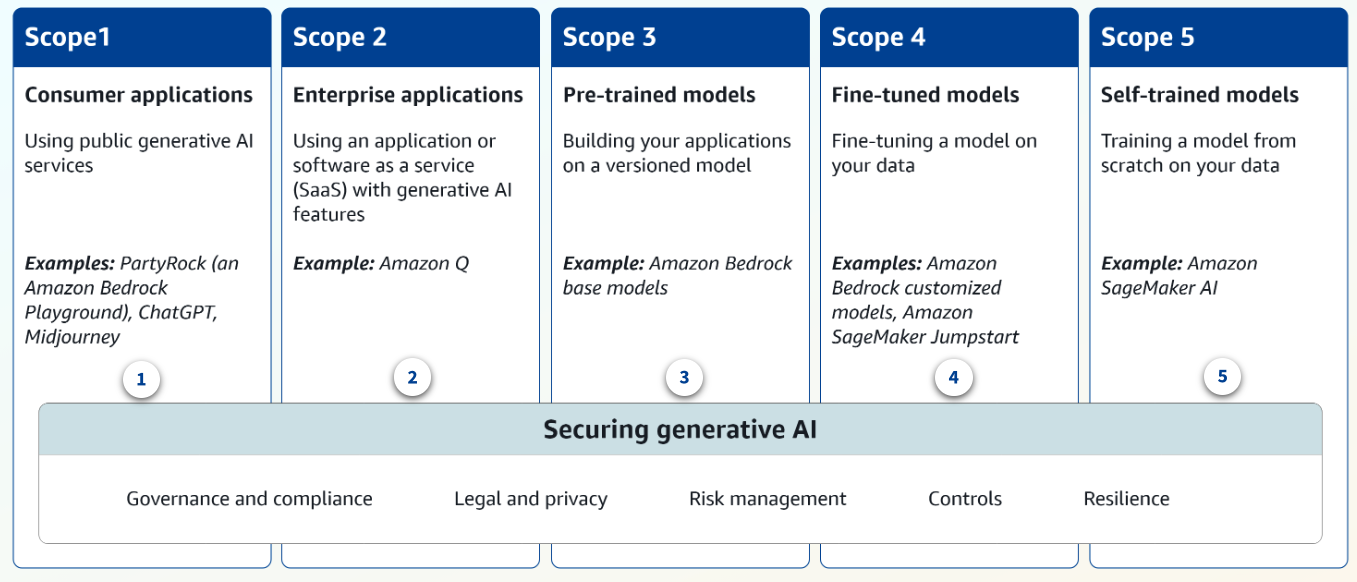 Scope1
Consumer applications
Using public generative AI
services
Examples: PartyRock (an
Amazon Bedrock
Playground), ChatGPT,
Midjourney
1
Scope 2
Enterprise applications
Using an application or
software as a service
(SaaS) with generative AI
features
Example: Amazon Q
2
Scope 3
Pre-trained models
Building your applications
on a versioned model
Example: Amazon Bedrock
base models
3
Scope 4
Fine-tuned models
Fine-tuning a model on
your data
Examples: Amazon
Bedrock customized
models, Amazon
SageMaker Jumpstart
4
Scope 5
Self-trained models
Training a model from
scratch on your data
Example: Amazon
SageMaker AI
5
Securing generative AI
Governance and compliance
Legal and privacy
Risk management
Controls
Resilience